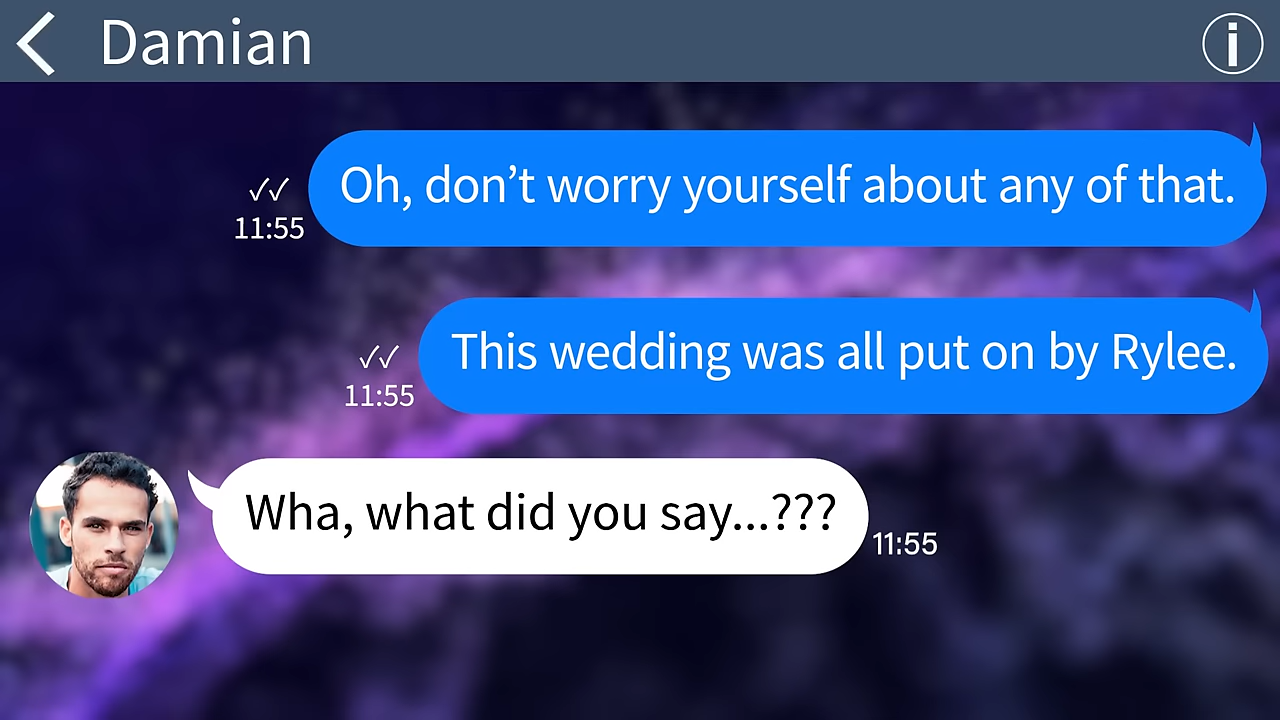 Damian
Oh, don’t worry yourself about any of that.
✓✓
11:55
This wedding was all put on by Rylee.
✓✓
11:55
Wha, what did you say...???
11:55